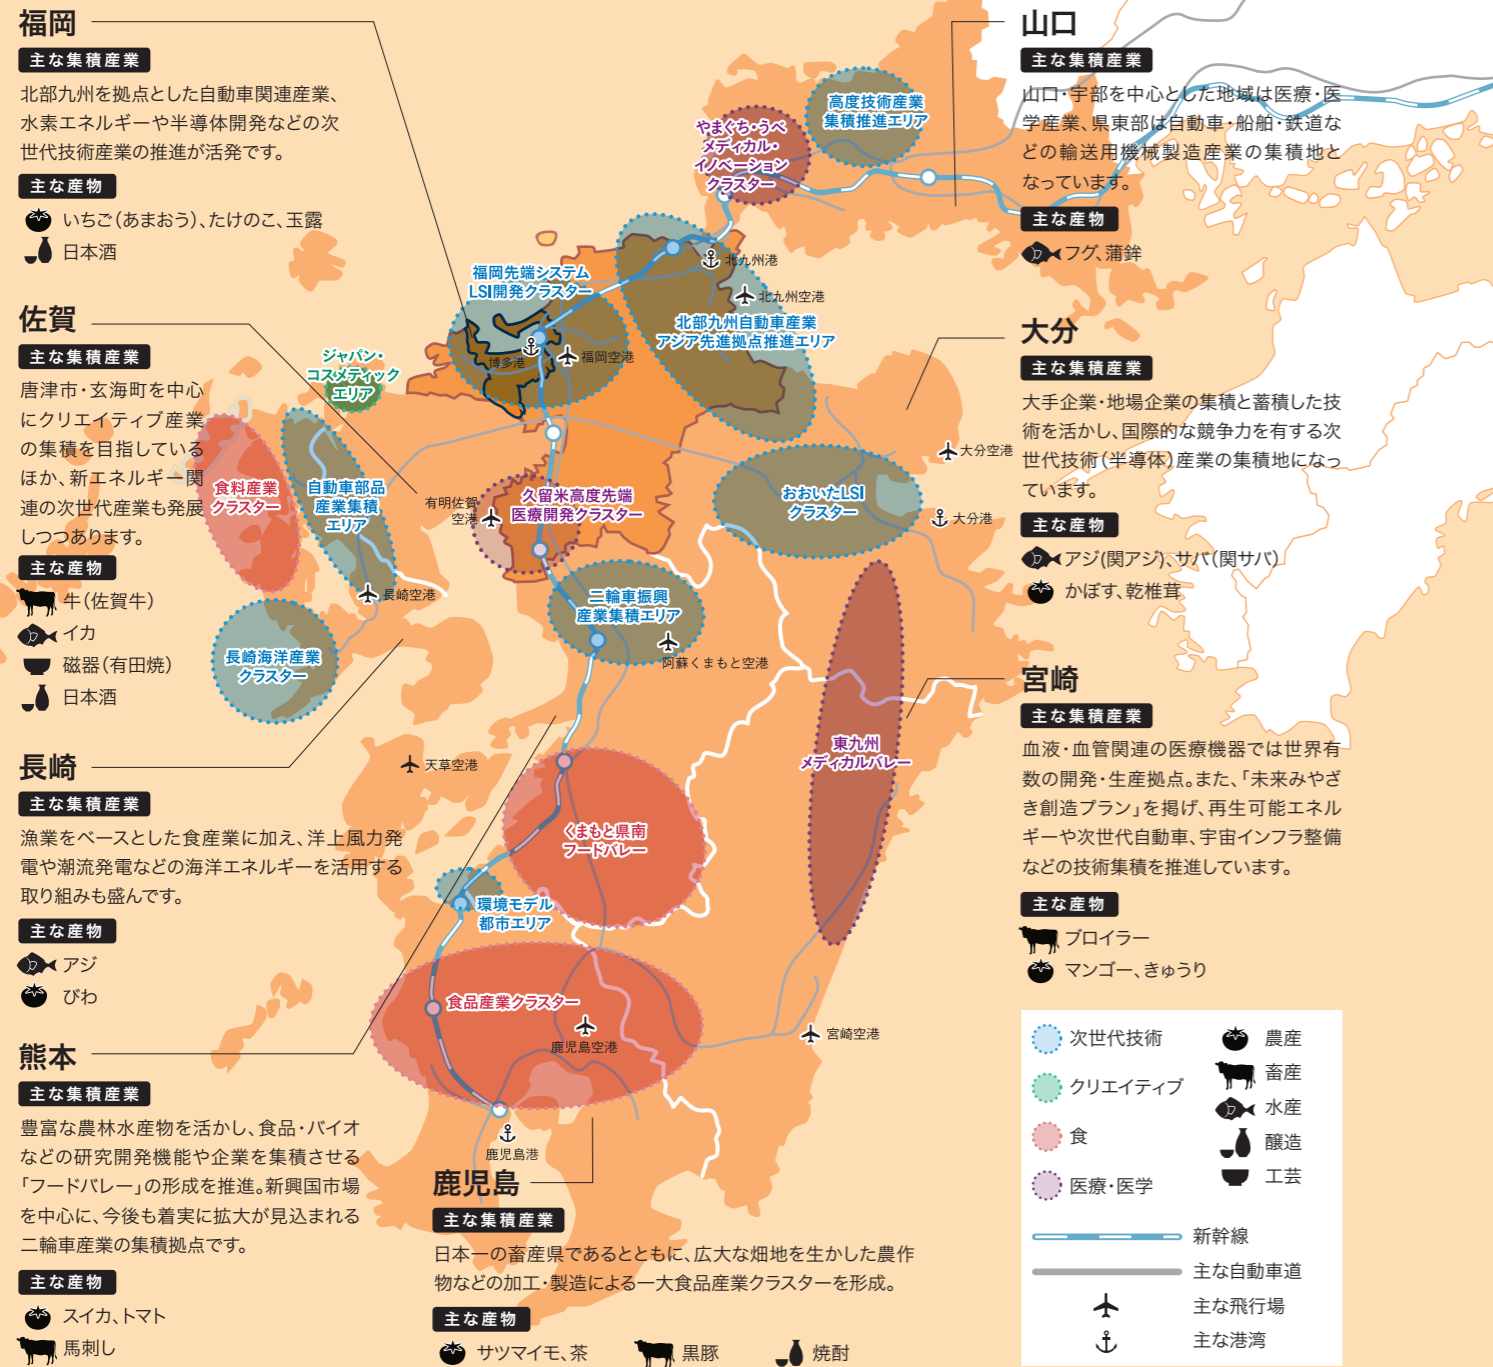 福岡
主な集積産業
北部九州を拠点とした自動車関連産業、
水素エネルギーや半導体開発などの次
世代技術産業の推進が活発です。
主な産物
いちご(あまおう)、たけのこ、玉露
日本酒
佐賀
主な集積産業
唐津市・玄海町を中心
にクリエイティブ産業
の集積を目指している
ほか、新エネルギー関
連の次世代産業も発展
しつつあります。
主な産物
牛(佐賀牛)
イカ
磁器(有田焼)
日本酒
長崎
主な集積産業
漁業をベースとした食産業に加え、洋上風力発
電や潮流発電などの海洋エネルギーを活用する
取り組みも盛んです。
主な産物
アジ
びわ
熊本
主な集積産業
豊富な農林水産物を活かし、食品・バイオ
などの研究開発機能や企業を集積させる
「フードバレー」の形成を推進。新興国市場
を中心に、今後も着実に拡大が見込まれる
二輪車産業の集積拠点です。
主な産物
スイカ、トマト
馬刺し
鹿児島
主な集積産業
日本一の畜産県であるとともに、広大な畑地を生かした農作
物などの加工・製造による一大食品産業クラスターを形成。
主な産物
サツマイモ、茶
黒豚
焼酎
山口
主な集積産業
山口・宇部を中心とした地域は医療・医
学産業、県東部は自動車・船舶・鉄道な
どの輸送用機械製造産業の集積地と
なっています。
主な産物
フグ、蒲鉾
大分
主な集積産業
大手企業・地場企業の集積と蓄積した技
術を活かし、国際的な競争力を有する次
世代技術(半導体)産業の集積地になっ
ています。
主な産物
アジ(関アジ)、サバ(関サバ)
かぼす、乾椎茸
宮崎
主な集積産業
血液・血管関連の医療機器では世界有
数の開発・生産拠点。また、「未来みやざ
き創造プラン」を掲げ、再生可能エネル
ギーや次世代自動車、宇宙インフラ整備
などの技術集積を推進しています。
主な産物
ブロイラー
マンゴー、きゅうり
高度技術産業
集積推進エリア
やまぐち・うべ
メディカル・
イノベーション
クラスター
福岡先端システム
LSI開発クラスター
北九州港
北九州空港
北部九州自動車産業
アジア先進拠点推進エリア
博多港
福岡空港
ジャパン・
コスメティック
エリア
食料産業
クラスター
自動車部品
産業集積
エリア
有明佐賀
空港
久留米高度先端
医療開発クラスター
おおいたLSI
クラスター
大分空港
大分港
長崎空港
長崎海洋産業
クラスター
二輪車振興
産業集積エリア
阿蘇くまもと空港
天草空港
東九州
メディカルバレー
くまもと県南
フードバレー
環境モデル
都市エリア
食品産業クラスター
鹿児島空港
宮崎空港
鹿児島港
次世代技術
クリエイティブ
食
医療・医学
農産
畜産
水産
醸造
工芸
新幹線
主な自動車道
主な飛行場
主な港湾